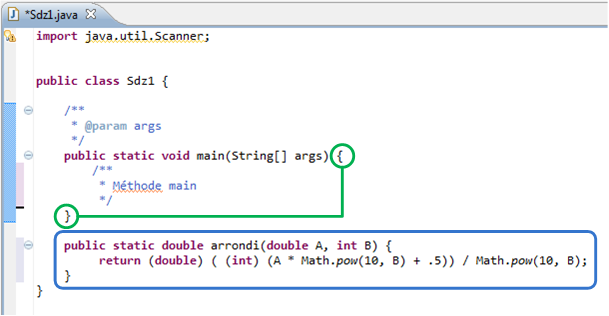 *Sdz1.java
import java.util.Scanner;
public class Sdz1 {
/**
* @param args
*/
public static void main(String[] args) {
/**
* Méthode main
*/
}
public static double arrondi(double A, int B) {
return (double) ( (int) (A * Math.pow(10, B) + .5)) / Math.pow(10, B);
}
}